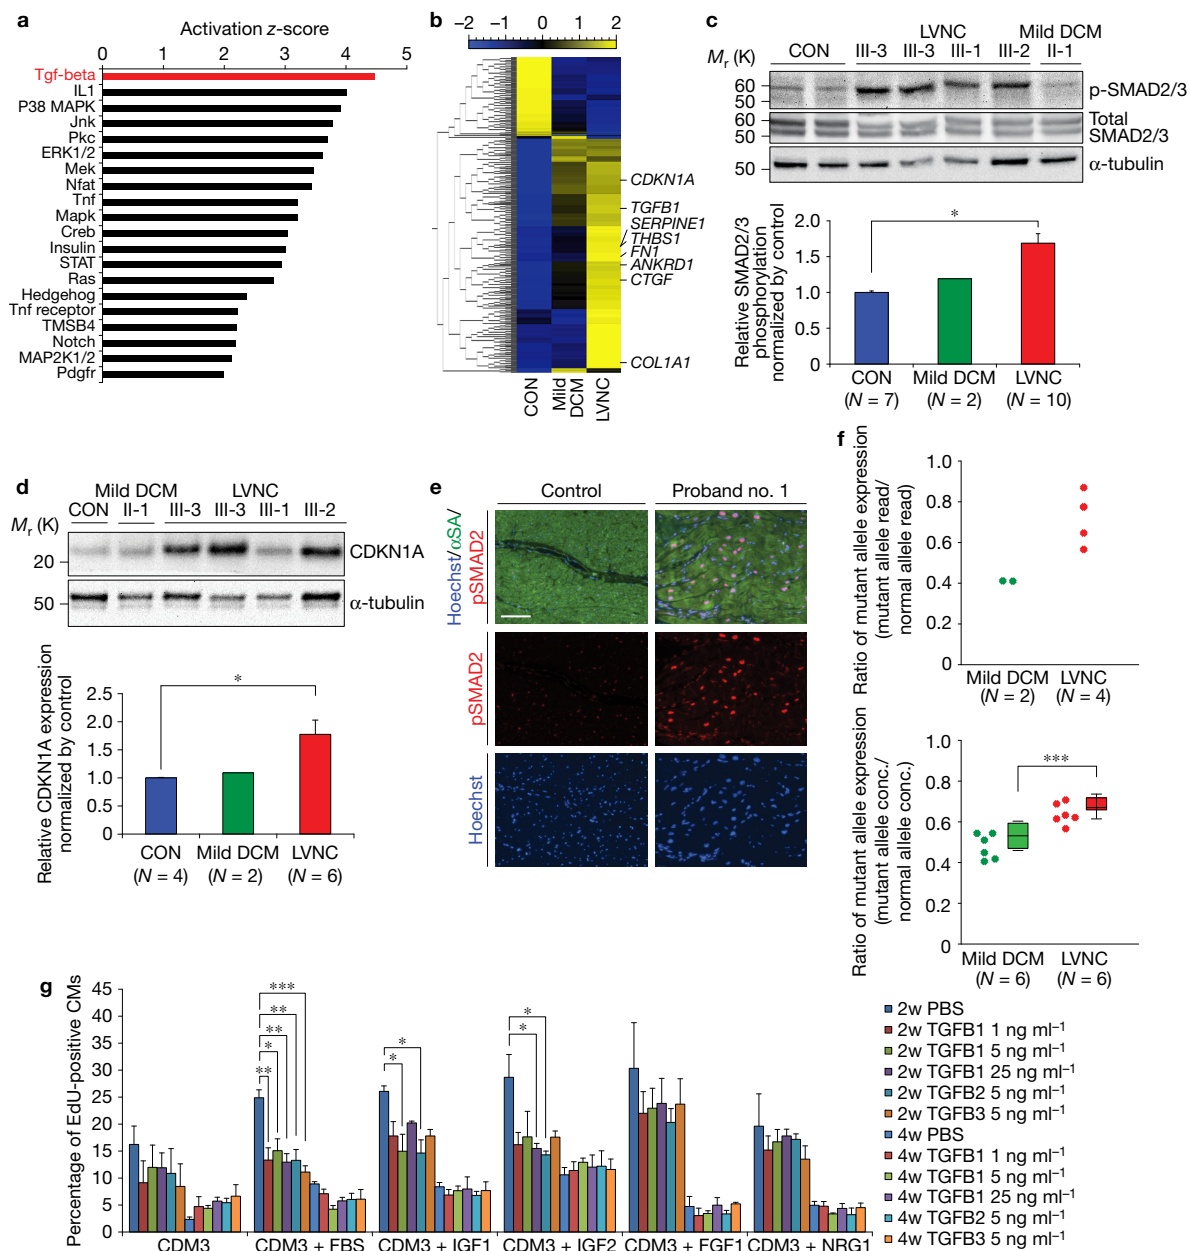 a
Activation z-score
0 1 2 3 4 5
Tgf-beta
IL1
P38 MAPK
Jnk
Pkc
ERK1/2
Mek
Nfat
Tnf
Mapk
Creb
Insulin
STAT
Ras
Hedgehog
Tnf receptor
TMSB4
Notch
MAP2K1/2
Pdgfr
b
−2 −1 0 1 2
CDKN1A
TGFB1
SERPINE1
THBS1
FN1
ANKRD1
CTGF
COL1A1
CON
Mild
DCM
LVNC
c
LVNC Mild DCM
Mr (K) CON III-3 III-3 III-1 III-2 II-1
60
50
p-SMAD2/3
60
50
Total
SMAD2/3
50
α-tubulin
Relative SMAD2/3
phosphorylation
normalized by control
2.0
1.5
1.0
0.5
0
*
CON Mild DCM LVNC
(N = 7) (N = 2) (N = 10)
d
Mild DCM LVNC
Mr (K) CON II-1 III-3 III-3 III-1 III-2
20
CDKN1A
50
α-tubulin
Relative CDKN1A expression
normalized by control
2.5
2.0
1.5
1.0
0.5
0
*
CON Mild DCM LVNC
(N = 4) (N = 2) (N = 6)
e
Control Proband no. 1
Hoechst/αSA/
pSMAD2
pSMAD2
Hoechst
f
Ratio of mutant allele expression
(mutant allele read/
normal allele read)
1.0
0.8
0.6
0.4
0.2
0
Mild DCM LVNC
(N = 2) (N = 4)
Ratio of mutant allele expression
(mutant allele conc./
normal allele conc.)
1.0
0.8
0.6
0.4
0.2
0
***
Mild DCM LVNC
(N = 6) (N = 6)
g
Percentage of EdU-positive CMs
45
40
35
30
25
20
15
10
5
0
***
**
**
*
**
*
*
*
*
CDM3 CDM3 + FBS CDM3 + IGF1 CDM3 + IGF2 CDM3 + FGF1 CDM3 + NRG1
2w PBS
2w TGFB1 1 ng ml⁻¹
2w TGFB1 5 ng ml⁻¹
2w TGFB1 25 ng ml⁻¹
2w TGFB2 5 ng ml⁻¹
2w TGFB3 5 ng ml⁻¹
4w PBS
4w TGFB1 1 ng ml⁻¹
4w TGFB1 5 ng ml⁻¹
4w TGFB1 25 ng ml⁻¹
4w TGFB2 5 ng ml⁻¹
4w TGFB3 5 ng ml⁻¹